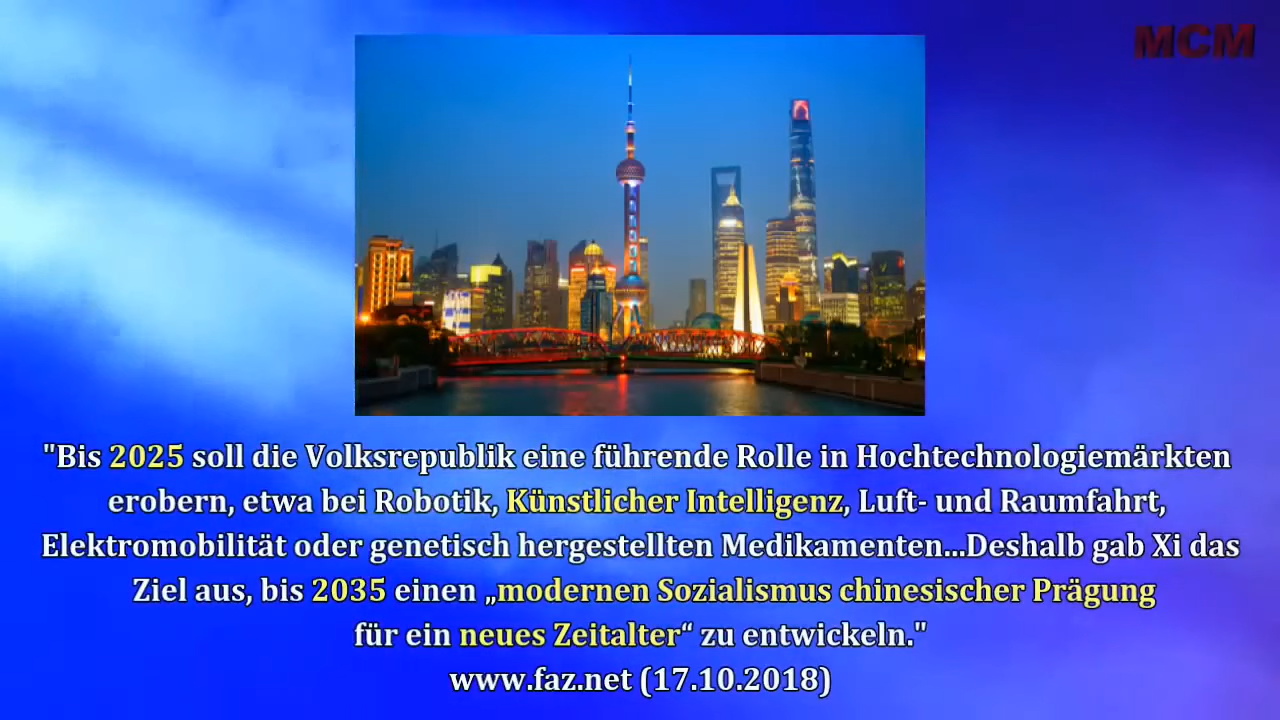 MCM
"Bis 2025 soll die Volksrepublik eine führende Rolle in Hochtechnologiemärkten
erobern, etwa bei Robotik, Künstlicher Intelligenz, Luft- und Raumfahrt,
Elektromobilität oder genetisch hergestellten Medikamenten...Deshalb gab Xi das
Ziel aus, bis 2035 einen „modernen Sozialismus chinesischer Prägung
für ein neues Zeitalter“ zu entwickeln."
www.faz.net (17.10.2018)